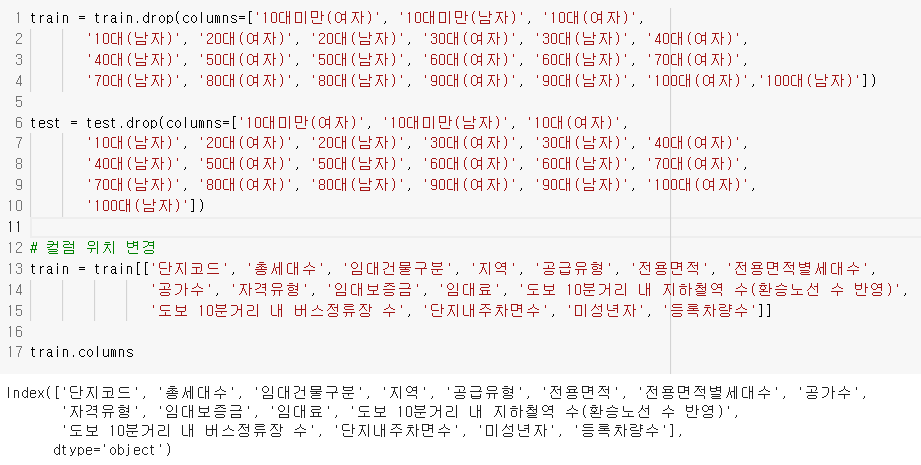 1 train = train.drop(columns=['10대미만(여자)', '10대미만(남자)', '10대(여자)',
2 '10대(남자)', '20대(여자)', '20대(남자)', '30대(여자)', '30대(남자)', '40대(여자)',
3 '40대(남자)', '50대(여자)', '50대(남자)', '60대(여자)', '60대(남자)', '70대(여자)',
4 '70대(남자)', '80대(여자)', '80대(남자)', '90대(여자)', '90대(남자)', '100대(여자)','100대(남자)'])
5
6 test = test.drop(columns=['10대미만(여자)', '10대미만(남자)', '10대(여자)',
7 '10대(남자)', '20대(여자)', '20대(남자)', '30대(여자)', '30대(남자)', '40대(여자)',
8 '40대(남자)', '50대(여자)', '50대(남자)', '60대(여자)', '60대(남자)', '70대(여자)',
9 '70대(남자)', '80대(여자)', '80대(남자)', '90대(여자)', '90대(남자)', '100대(여자)',
10 '100대(남자)'])
11
12 # 컬럼 위치 변경
13 train = train[['단지코드', '총세대수', '임대건물구분', '지역', '공급유형', '전용면적', '전용면적별세대수',
14 '공가수', '자격유형', '임대보증금', '임대료', '도보 10분거리 내 지하철역 수(환승노선 수 반영)',
15 '도보 10분거리 내 버스정류장 수', '단지내주차면수', '미성년자', '등록차량수']]
16
17 train.columns
Index(['단지코드', '총세대수', '임대건물구분', '지역', '공급유형', '전용면적', '전용면적별세대수', '공가수',
'자격유형', '임대보증금', '임대료', '도보 10분거리 내 지하철역 수(환승노선 수 반영)',
'도보 10분거리 내 버스정류장 수', '단지내주차면수', '미성년자', '등록차량수'],
dtype='object')